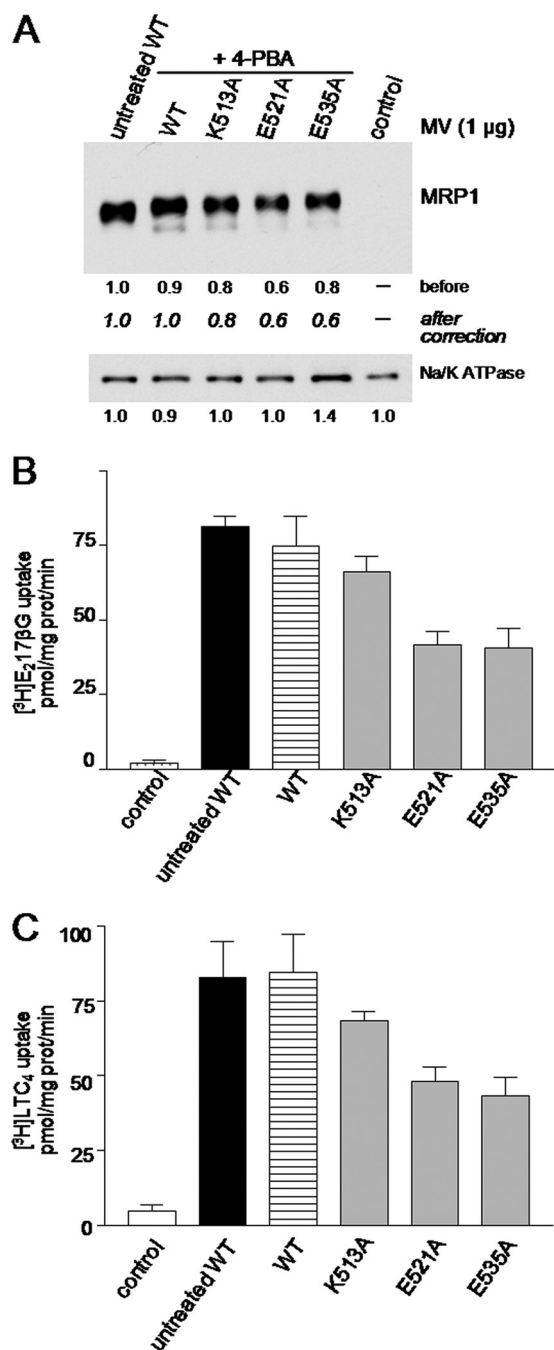 A
+ 4-PBA
untreated WT
WT
K513A
E521A
E535A
control
MV (1 µg)
MRP1
1.0 0.9 0.8 0.6 0.8 – before
1.0 1.0 0.8 0.6 0.6 – after
correction
Na/K ATPase
1.0 0.9 1.0 1.0 1.4 1.0
B
[³H]E₂17βG uptake
pmol/mg prot/min
75
50
25
0
control
untreated WT
WT
K513A
E521A
E535A
C
[³H]LTC₄ uptake
pmol/mg prot/min
100
75
50
25
0
control
untreated WT
WT
K513A
E521A
E535A